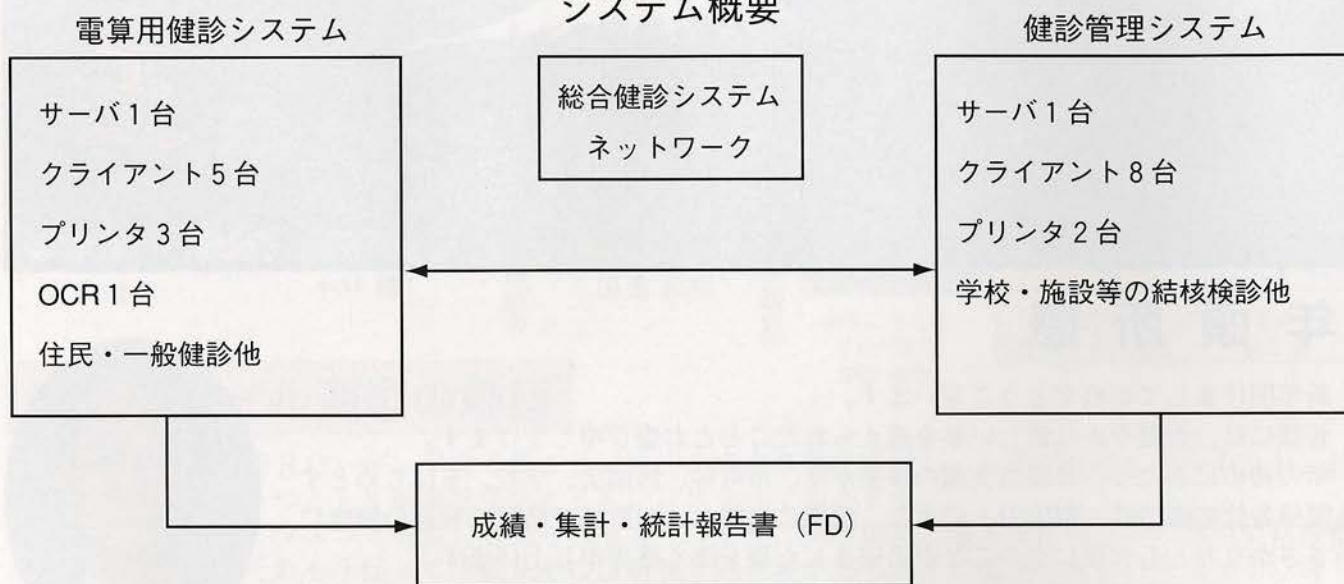 システム概要
電算用健診システム
サーバ1台
クライアント5台
プリンタ3台
OCR 1台
住民・一般健診他
総合健診システム
ネットワーク
健診管理システム
サーバ1台
クライアント8台
プリンタ2台
学校・施設等の結核検診他
成績・集計・統計報告書（FD）